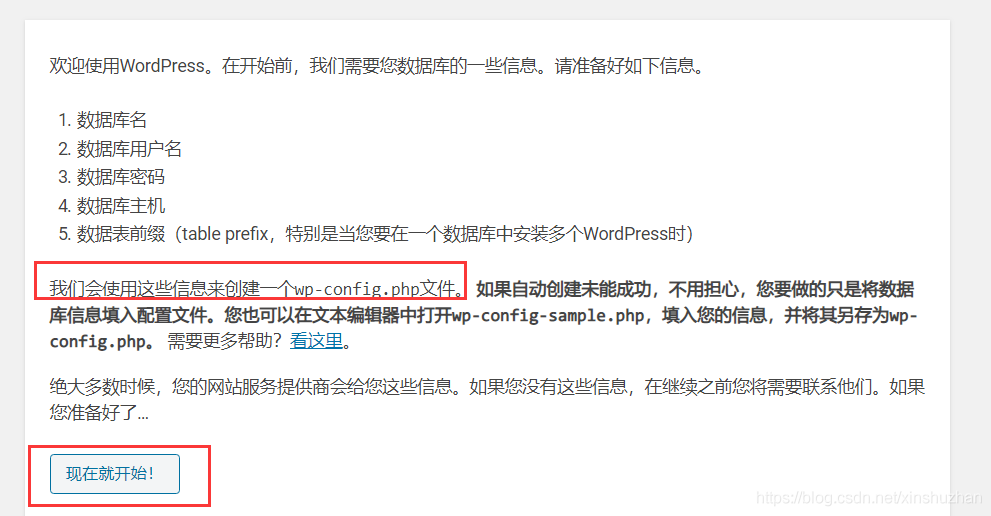 欢迎使用WordPress。在开始前，我们需要您数据库的一些信息。请准备好如下信息。
1. 数据库名
2. 数据库用户名
3. 数据库密码
4. 数据库主机
5. 数据表前缀（table prefix，特别是当您要在一个数据库中安装多个WordPress时）
我们会使用这些信息来创建一个wp-config.php文件。 如果自动创建未能成功，不用担心，您要做的只是将数据
库信息填入配置文件。您也可以在文本编辑器中打开wp-config-sample.php，填入您的信息，并将其另存为wp-
config.php。 需要更多帮助？看这里。
绝大多数时候，您的网站服务提供商会给您这些信息。如果您没有这些信息，在继续之前您将需要联系他们。如果
您准备好了…
现在就开始！
https://blog.csdn.net/xinshuzhan